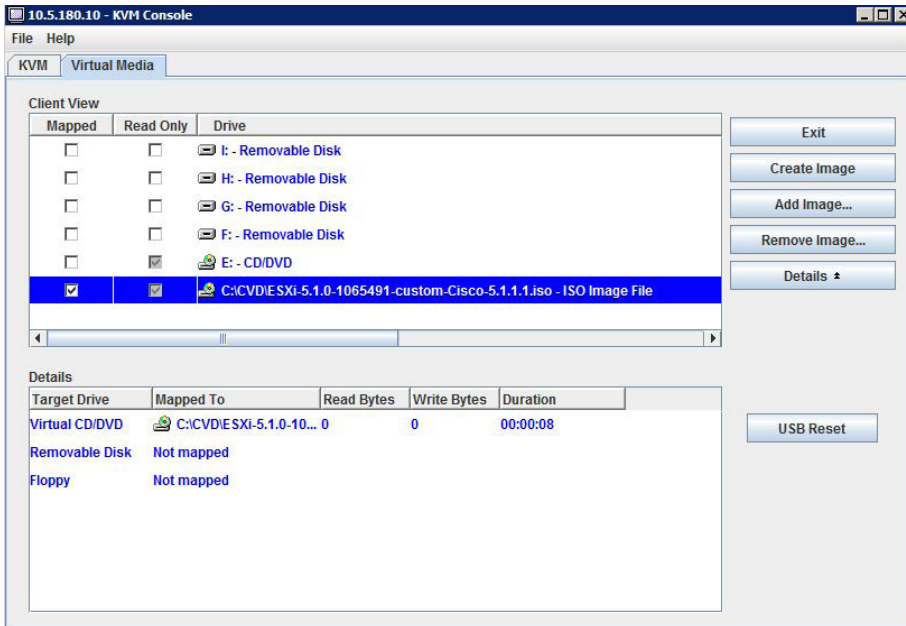 10.5.180.10 - KVM Console
File Help
KVM Virtual Media
Client View
Mapped Read Only Drive
I: - Removable Disk
H: - Removable Disk
G: - Removable Disk
F: - Removable Disk
E: - CD/DVD
C:\CVD\ESXi-5.1.0-1065491-custom-Cisco-5.1.1.1.iso - ISO Image File
Exit
Create Image
Add Image...
Remove Image...
Details
Details
Target Drive Mapped To Read Bytes Write Bytes Duration
Virtual CD/DVD C:\CVD\ESXi-5.1.0-10... 0 0 00:00:08
Removable Disk Not mapped
Floppy Not mapped
USB Reset